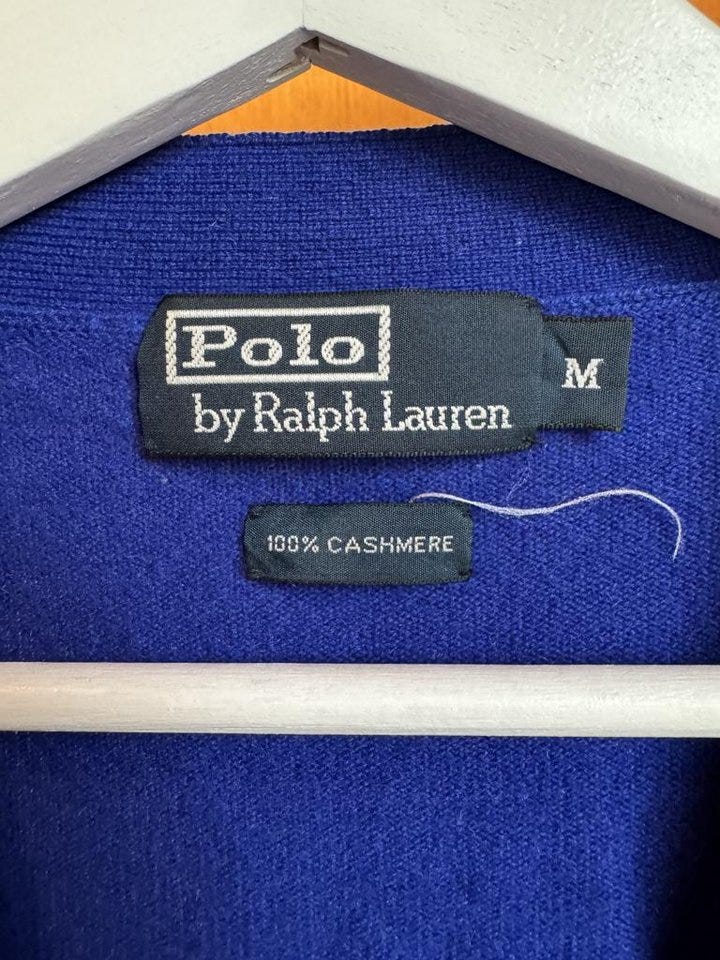 Polo
by Ralph Lauren
M
100% CASHMERE